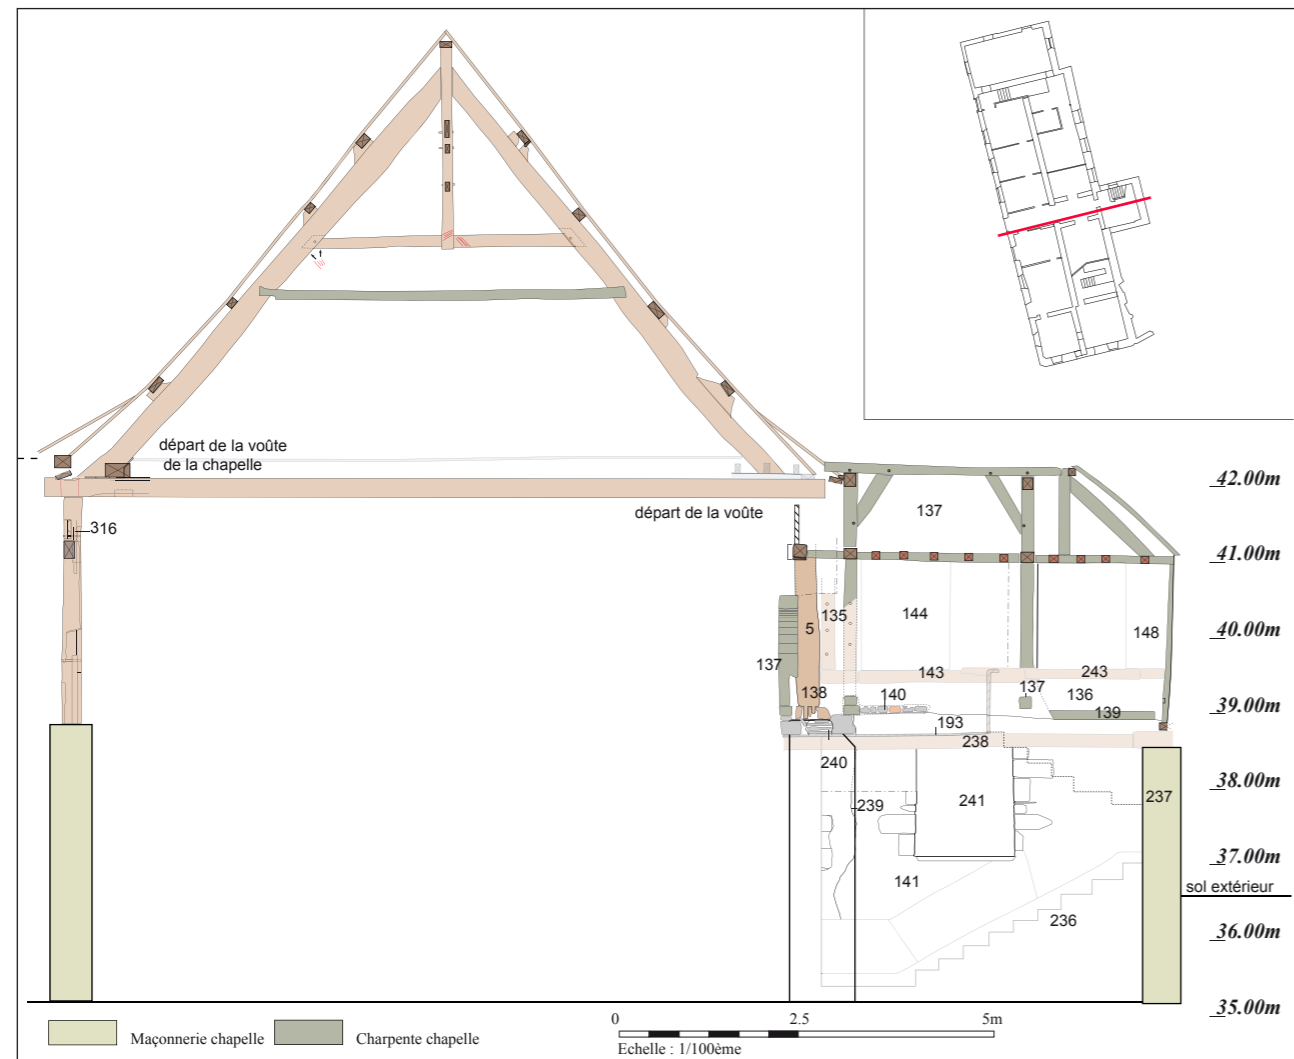 départ de la voûte
de la chapelle
départ de la voûte
316
42.00m
137
41.00m
135
144
5
40.00m
148
137
143
243
138
140
137
136
39.00m
139
193
238
240
38.00m
239
241
237
37.00m
141
sol extérieur
236
36.00m
35.00m
Maçonnerie chapelle
Charpente chapelle
0 2.5 5m
Echelle : 1/100ème